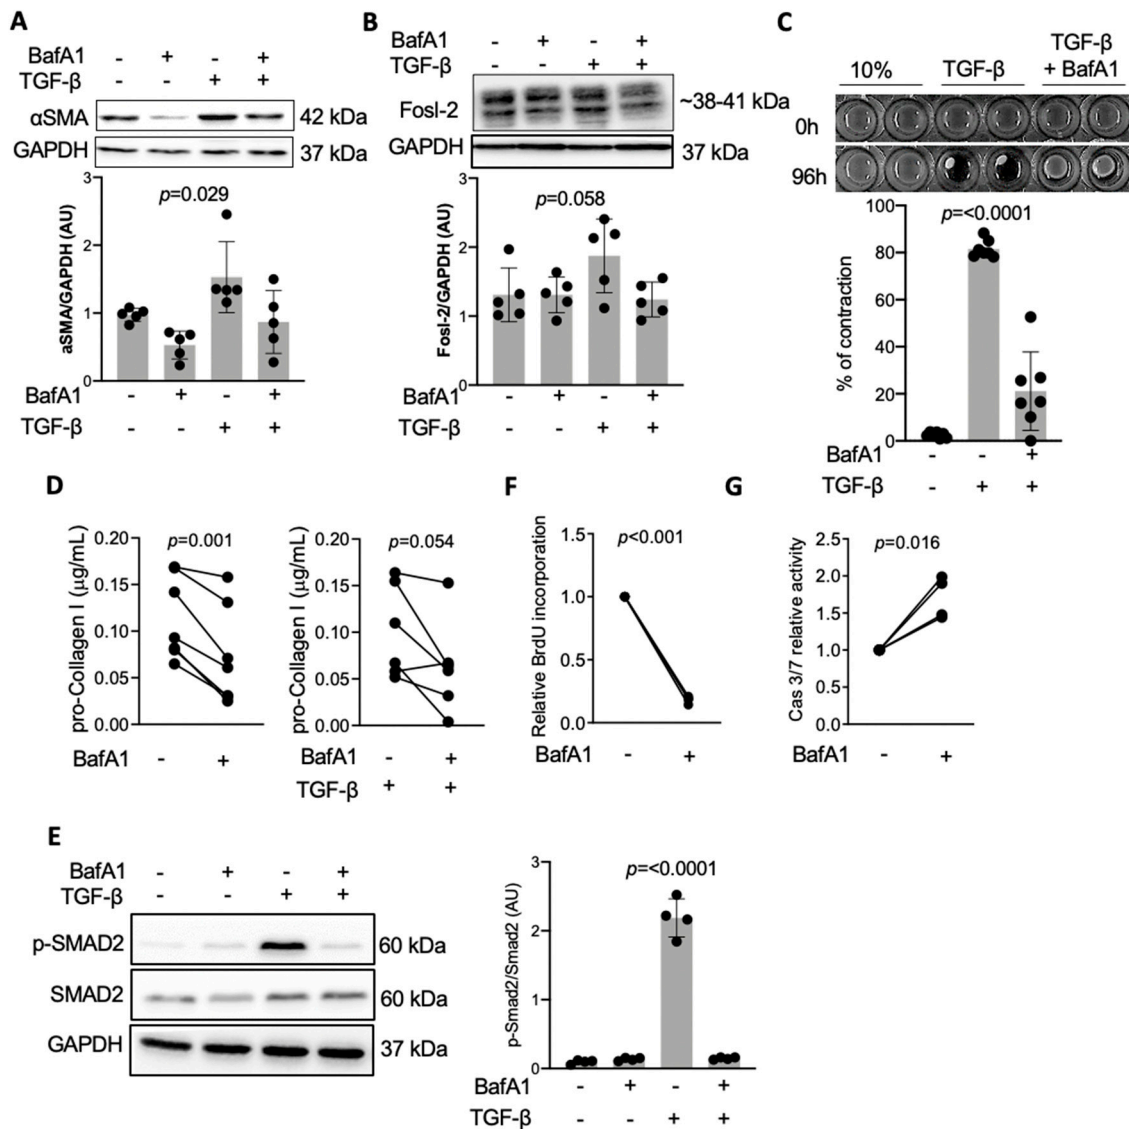 A
BafA1 - + - +
TGF-β - - + +
αSMA 42 kDa
GAPDH 37 kDa
p=0.029
aSMA/GAPDH (AU)
3
2
1
0
BafA1 - + - +
TGF-β - - + +
B
BafA1 - + - +
TGF-β - - + +
Fosl-2 ~38-41 kDa
GAPDH 37 kDa
p=0.058
Fosl-2/GAPDH (AU)
3
2
1
0
BafA1 - + - +
TGF-β - - + +
C
10% TGF-β TGF-β
+ BafA1
0h
96h
p=<0.0001
% of contraction
100
80
60
40
20
0
BafA1 - - +
TGF-β - + +
D
p=0.001
pro-Collagen I (μg/mL)
0.20
0.15
0.10
0.05
0.00
BafA1 - +
p=0.054
pro-Collagen I (μg/mL)
0.20
0.15
0.10
0.05
0.00
BafA1 - +
TGF-β + +
F
p<0.001
Relative BrdU incorporation
1.5
1.0
0.5
0.0
BafA1 - +
G
p=0.016
Cas 3/7 relative activity
2.5
2.0
1.5
1.0
0.5
0.0
BafA1 - +
E
BafA1 - + - +
TGF-β - - + +
p-SMAD2 60 kDa
SMAD2 60 kDa
GAPDH 37 kDa
p=<0.0001
p-Smad2/Smad2 (AU)
3
2
1
0
BafA1 - + - +
TGF-β - - + +